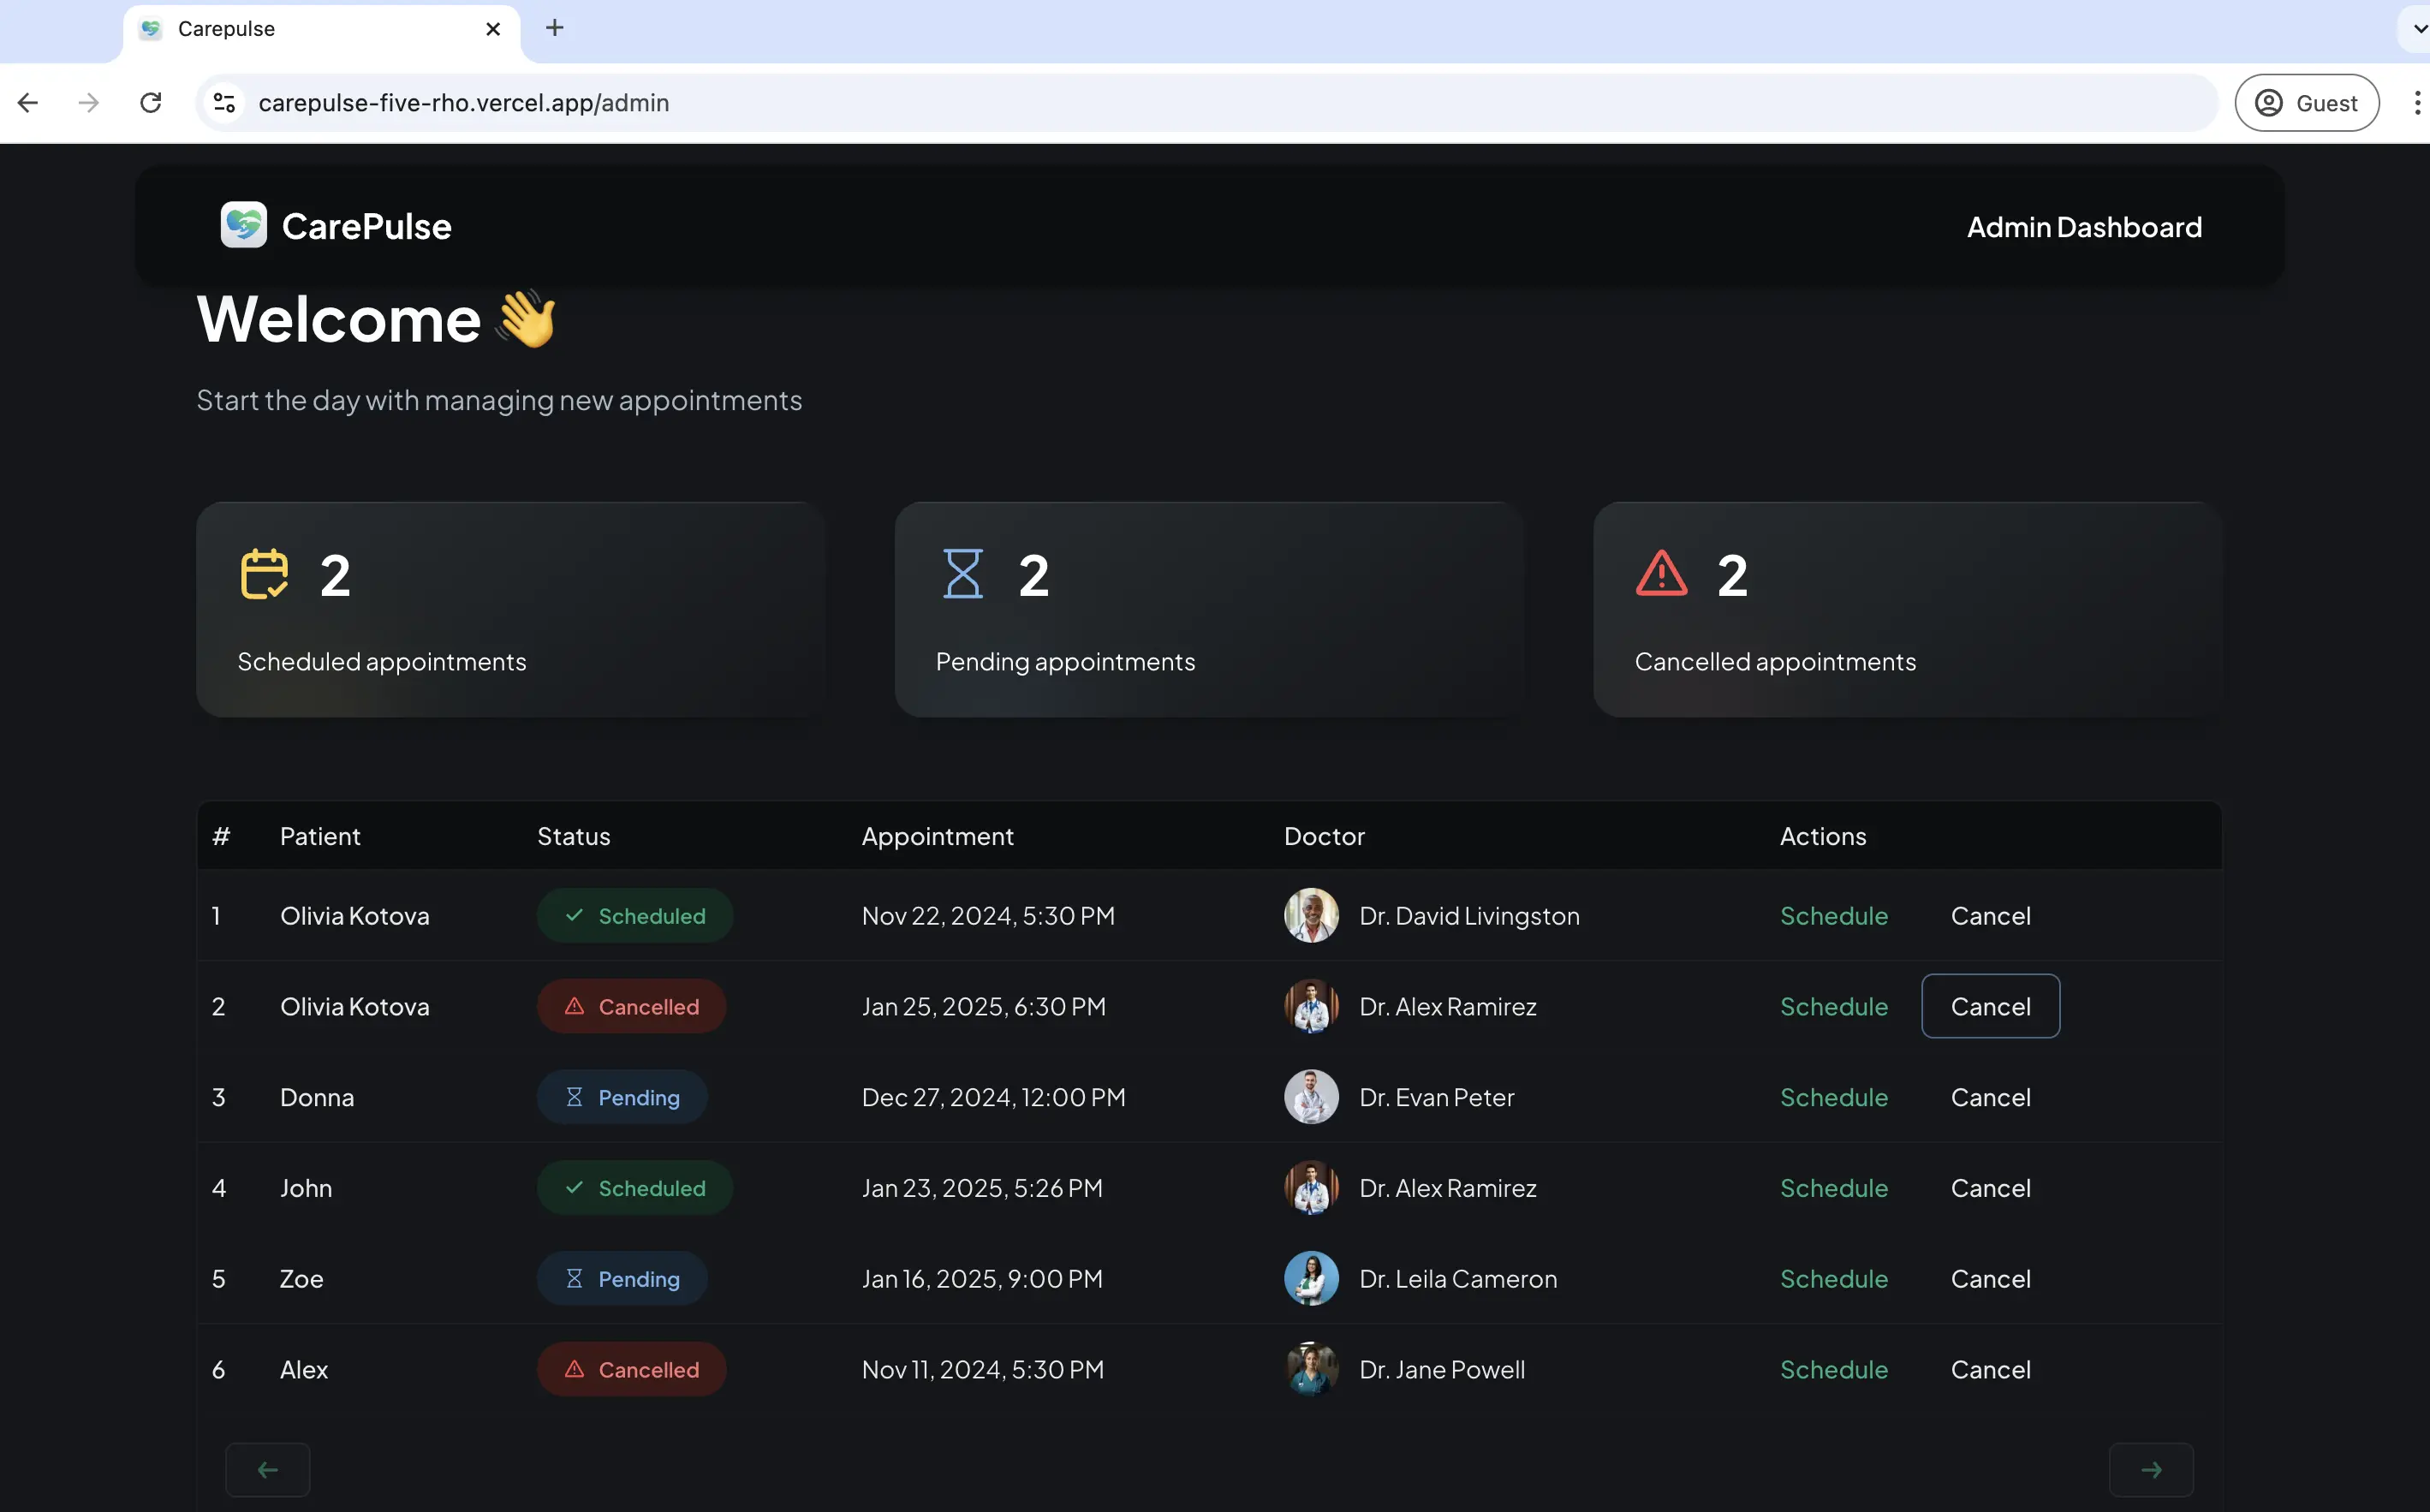 Carepulse
carepulse-five-rho.vercel.app/admin
Guest
CarePulse
Admin Dashboard
Welcome 👋
Start the day with managing new appointments
2
Scheduled appointments
2
Pending appointments
2
Cancelled appointments
# Patient Status Appointment Doctor Actions
1 Olivia Kotova Scheduled Nov 22, 2024, 5:30 PM Dr. David Livingston Schedule Cancel
2 Olivia Kotova Cancelled Jan 25, 2025, 6:30 PM Dr. Alex Ramirez Schedule Cancel
3 Donna Pending Dec 27, 2024, 12:00 PM Dr. Evan Peter Schedule Cancel
4 John Scheduled Jan 23, 2025, 5:26 PM Dr. Alex Ramirez Schedule Cancel
5 Zoe Pending Jan 16, 2025, 9:00 PM Dr. Leila Cameron Schedule Cancel
6 Alex Cancelled Nov 11, 2024, 5:30 PM Dr. Jane Powell Schedule Cancel